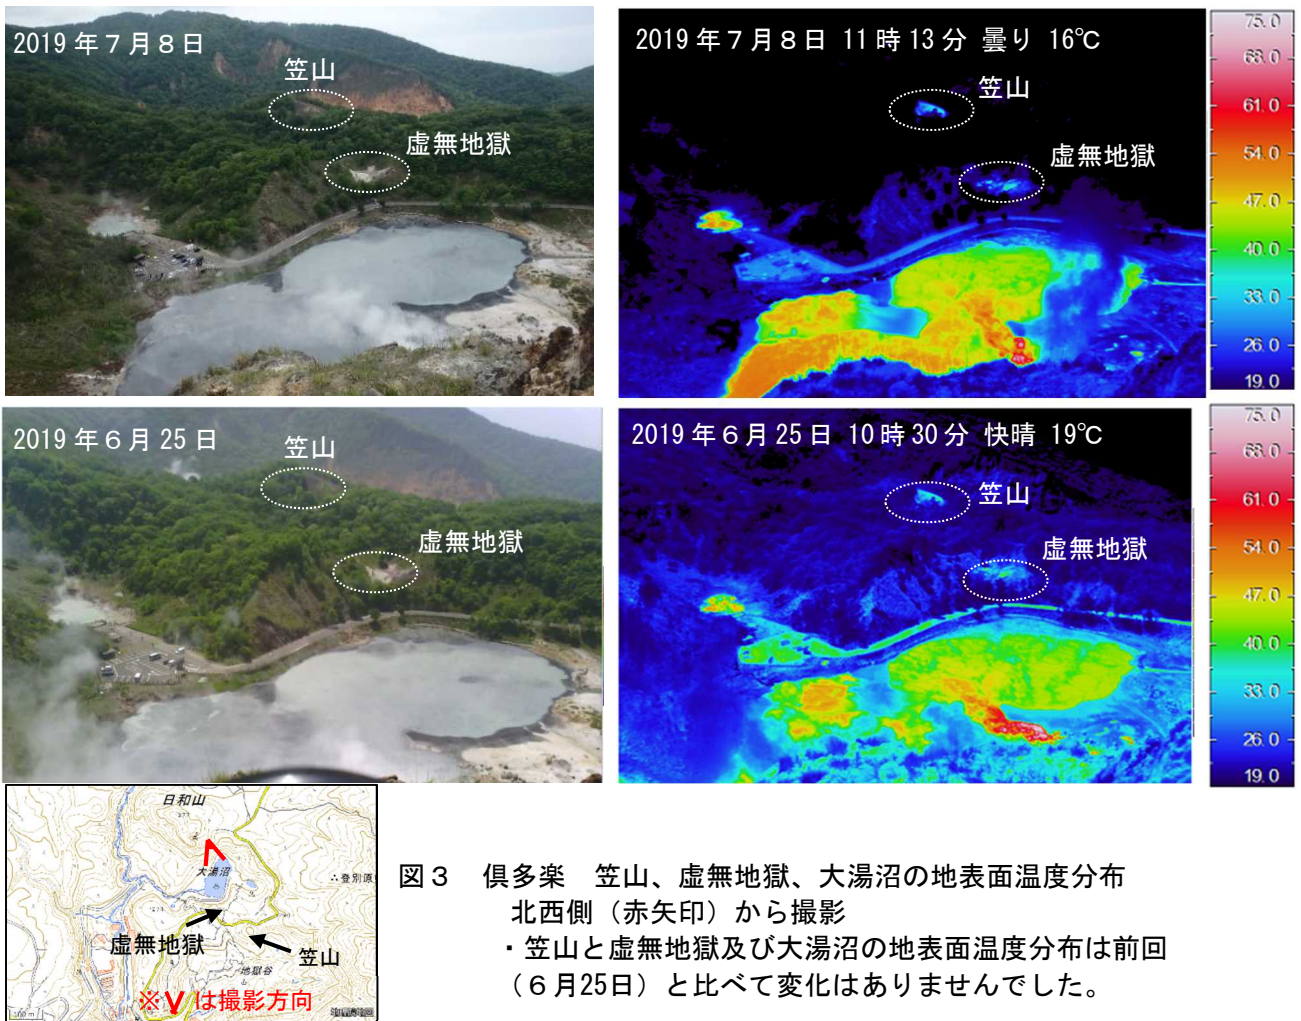 2019年７月８日
笠山
虚無地獄
2019年７月８日 11時13分 曇り 16℃
笠山
虚無地獄
75.0
68.0
61.0
54.0
47.0
40.0
33.0
26.0
19.0
2019年６月25日
笠山
虚無地獄
2019年６月25日 10時30分 快晴 19℃
笠山
虚無地獄
75.0
68.0
61.0
54.0
47.0
40.0
33.0
26.0
19.0
日和山
377
大湯沼
登別原
虚無地獄
笠山
地獄谷
※Vは撮影方向
100 m
図３　倶多楽　笠山、虚無地獄、大湯沼の地表面温度分布
北西側（赤矢印）から撮影
・笠山と虚無地獄及び大湯沼の地表面温度分布は前回
（６月25日）と比べて変化はありませんでした。